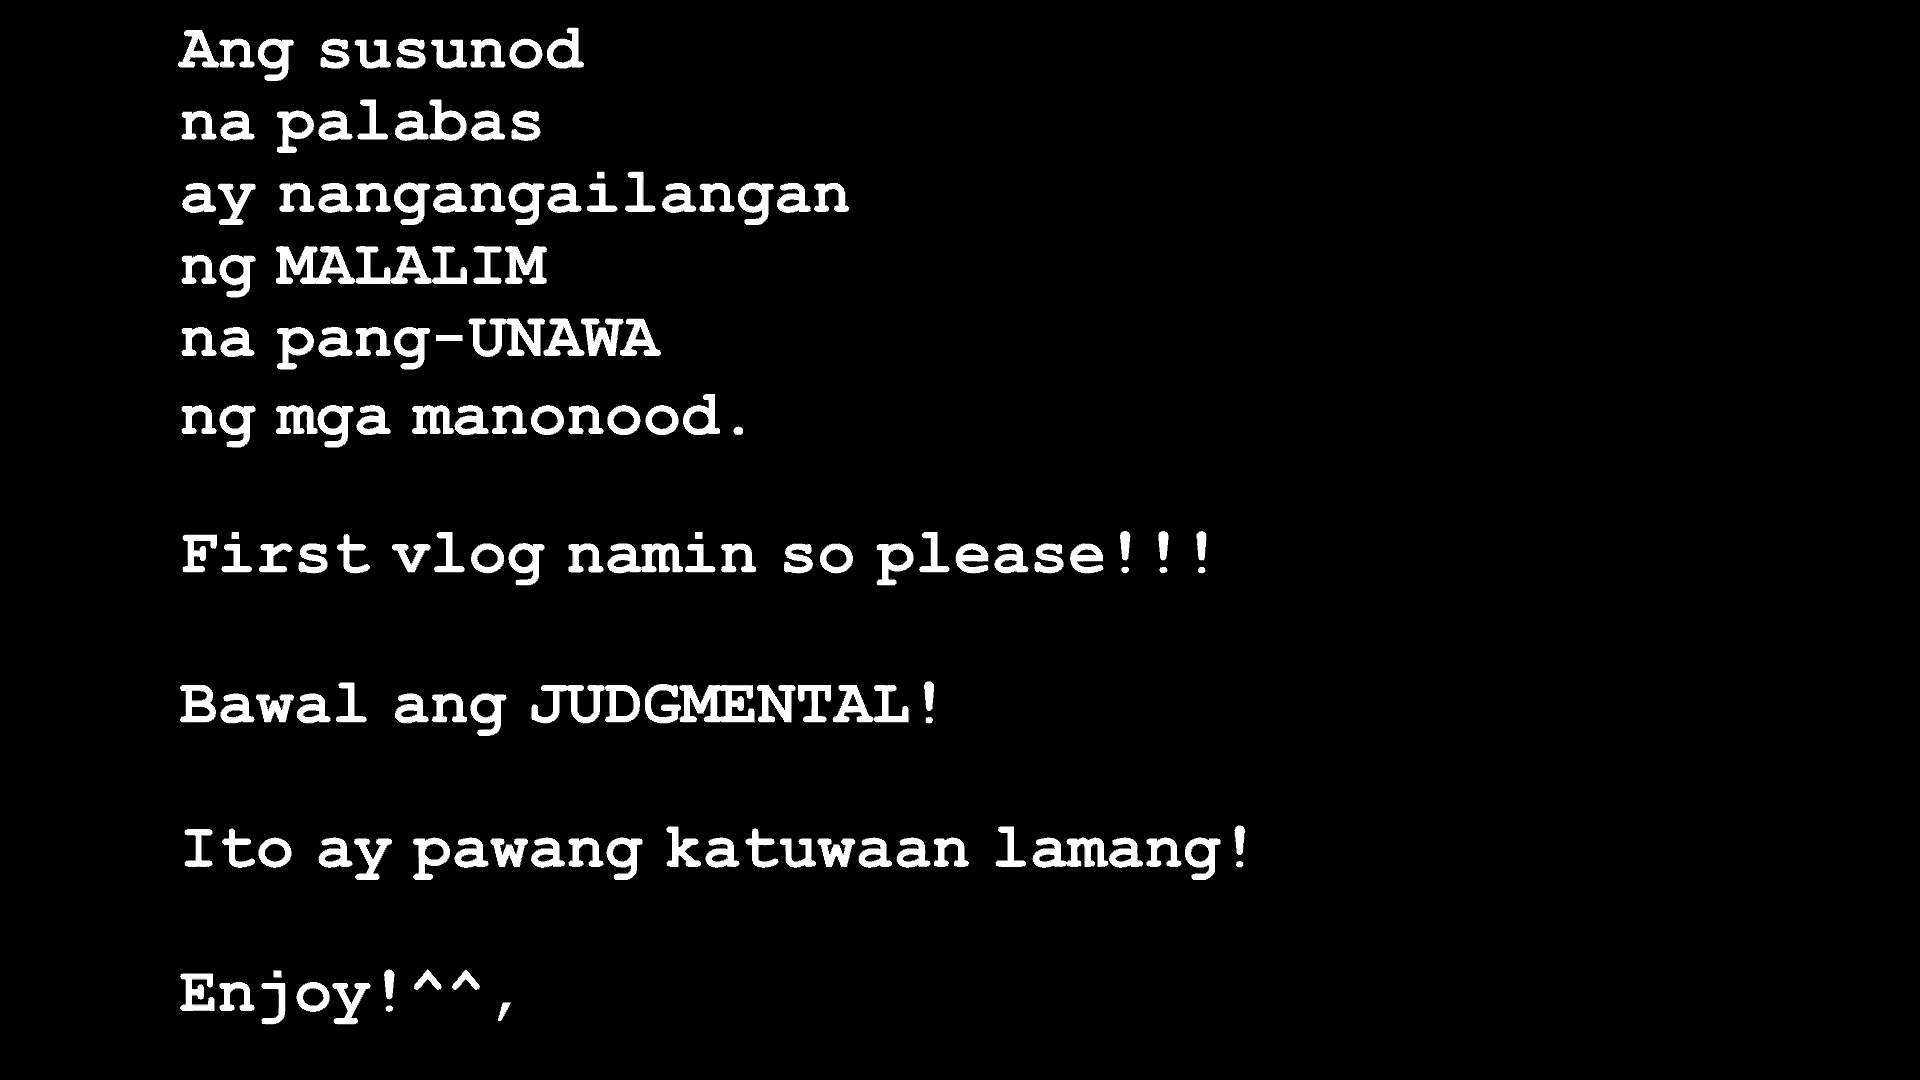 Ang susunod
na palabas
ay nangangailangan
ng MALALIM
na pang-UNAWA
ng mga manonood.
First vlog namin so please!!!
Bawal ang JUDGMENTAL!
Ito ay pawang katuwaan lamang!
Enjoy!^^,